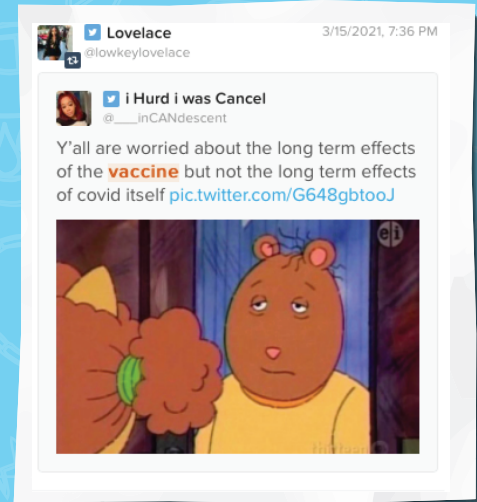 Lovelace
3/15/2021, 7:36 PM
@lowkeylovelace
i Hurd i was Cancel
@___inCANdescent
Y'all are worried about the long term effects
of the vaccine but not the long term effects
of covid itself pic.twitter.com/G648gbtooJ
e/i